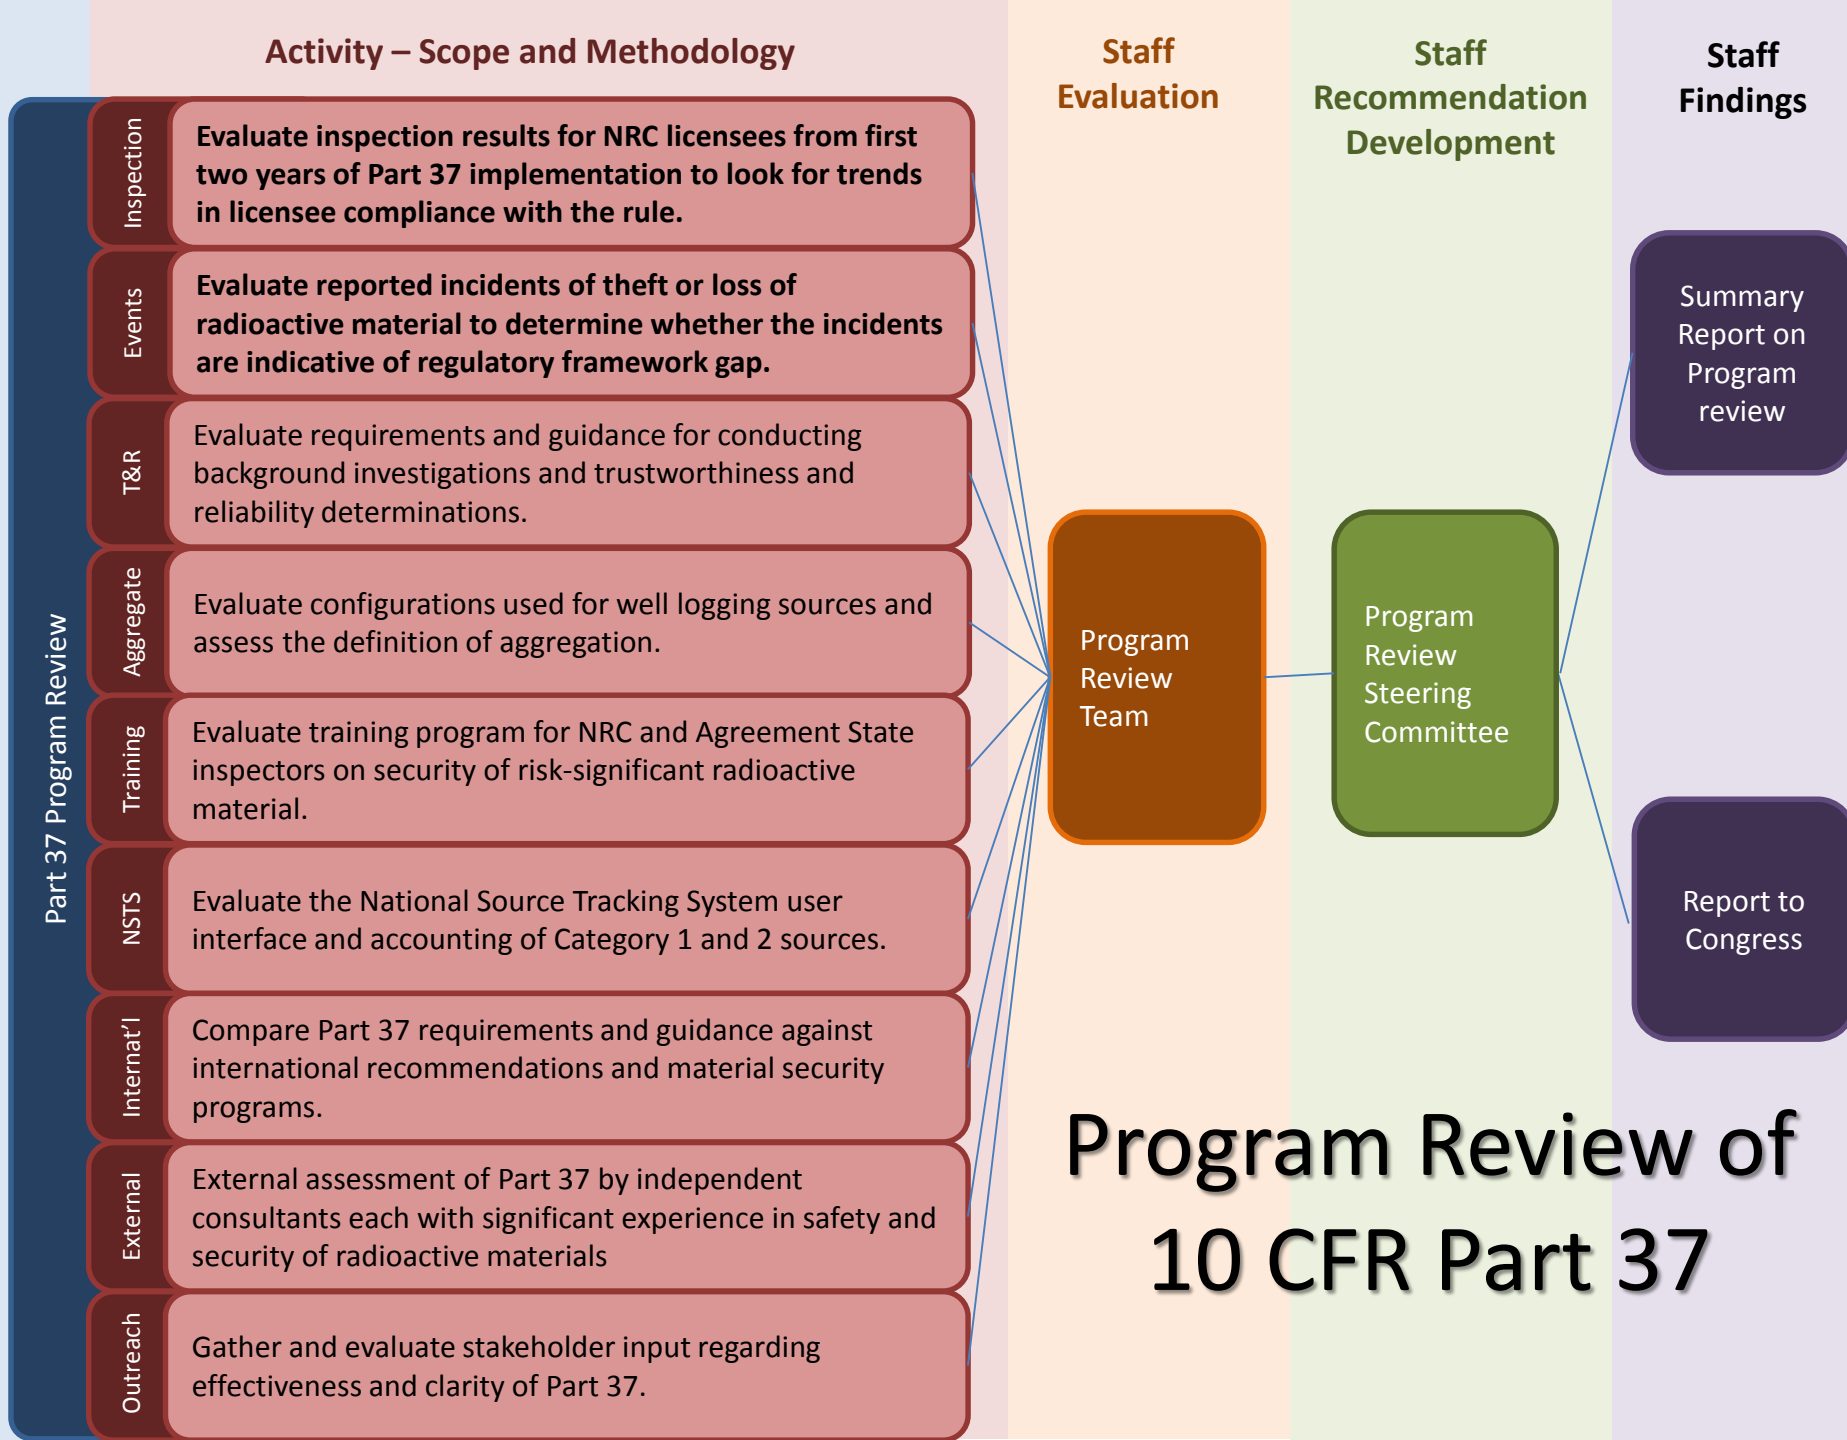 Activity – Scope and Methodology
Staff
Evaluation
Staff
Recommendation
Development
Staff
Findings
Part 37 Program Review
Inspection
Evaluate inspection results for NRC licensees from first
two years of Part 37 implementation to look for trends
in licensee compliance with the rule.
Events
Evaluate reported incidents of theft or loss of
radioactive material to determine whether the incidents
are indicative of regulatory framework gap.
T&R
Evaluate requirements and guidance for conducting
background investigations and trustworthiness and
reliability determinations.
Aggregate
Evaluate configurations used for well logging sources and
assess the definition of aggregation.
Training
Evaluate training program for NRC and Agreement State
inspectors on security of risk-significant radioactive
material.
NSTS
Evaluate the National Source Tracking System user
interface and accounting of Category 1 and 2 sources.
Internat’l
Compare Part 37 requirements and guidance against
international recommendations and material security
programs.
External
External assessment of Part 37 by independent
consultants each with significant experience in safety and
security of radioactive materials
Outreach
Gather and evaluate stakeholder input regarding
effectiveness and clarity of Part 37.
Program
Review
Team
Program
Review
Steering
Committee
Summary
Report on
Program
review
Report to
Congress
Program Review of
10 CFR Part 37